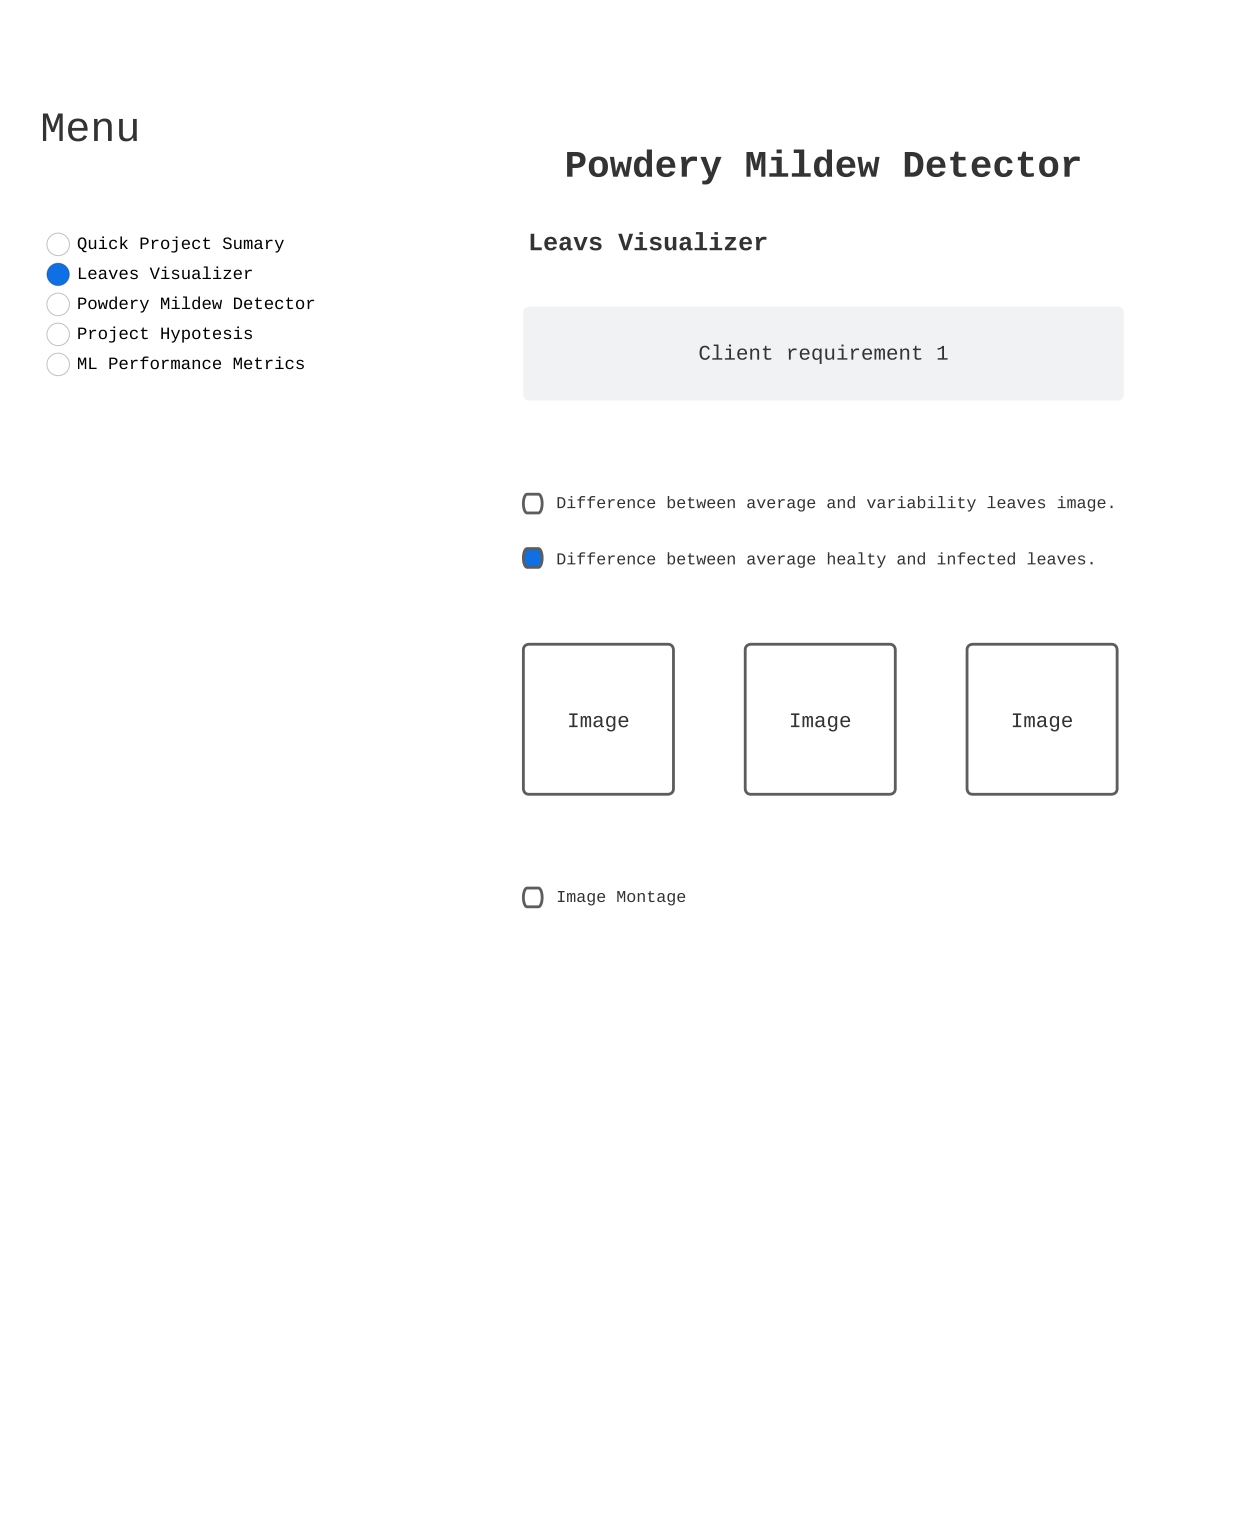 Menu
Quick Project Sumary
Leaves Visualizer
Powdery Mildew Detector
Project Hypotesis
ML Performance Metrics
Powdery Mildew Detector
Leavs Visualizer
Client requirement 1
Difference between average and variability leaves image.
Difference between average healty and infected leaves.
Image
Image
Image
Image Montage